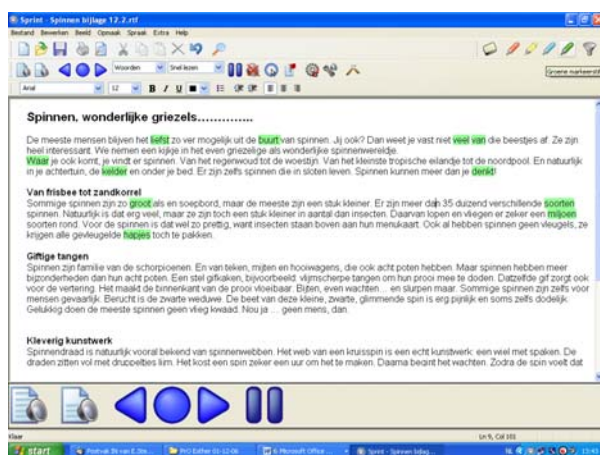 Sprint - Spinnen bijlage 12.2.rtf
Bestand Bewerken Beeld Opmaak Spraak Extra Help
Woorden Snel lezen
Groene markeerstift
Arial 12 B I U
Spinnen, wonderlijke griezels…………..
De meeste mensen blijven het liefst zo ver mogelijk uit de buurt van spinnen. Jij ook? Dan weet je vast niet veel van die beestjes af. Ze zijn
heel interessant. We nemen een kijkje in het even griezelige als wonderlijke spinnenwereldje.
Waar je ook komt, je vindt er spinnen. Van het regenwoud tot de woestijn. Van het kleinste tropische eilandje tot de noordpool. En natuurlijk
in je achtertuin, de kelder en onder je bed. Er zijn zelfs spinnen die in sloten leven. Spinnen kunnen meer dan je denkt!
Van frisbee tot zandkorrel
Sommige spinnen zijn zo groot als en soepbord, maar de meeste zijn een stuk kleiner. Er zijn meer dan 35 duizend verschillende soorten
spinnen. Natuurlijk is dat erg veel, maar ze zijn toch een stuk kleiner in aantal dan insecten. Daarvan lopen en vliegen er zeker een miljoen
soorten rond. Voor de spinnen is dat wel zo prettig, want insecten staan boven aan hun menukaart. Ook al hebben spinnen geen vleugels, ze
krijgen alle gevleugelde hapjes toch te pakken.
Giftige tangen
Spinnen zijn familie van de schorpioenen. En van teken, mijten en hooiwagens, die ook acht poten hebben. Maar spinnen hebben meer
bijzonderheden dan hun acht poten. Een stel gifkaken, bijvoorbeeld: vlijmscherpe tangen om hun prooi mee te doden. Datzelfde gif zorgt ook
voor de vertering. Het maakt de binnenkant van de prooi vloeibaar. Bijten, even wachten… en slurpen maar. Sommige spinnen zijn zelfs voor
mensen gevaarlijk. Berucht is de zwarte weduwe. De beet van deze kleine, zwarte, glimmende spin is erg pijnlijk en soms zelfs dodelijk.
Gelukkig doen de meeste spinnen geen vlieg kwaad. Nou ja … geen mens, dan.
Kleverig kunstwerk
Spinnendraad is natuurlijk vooral bekend van spinnenwebben. Het web van een kruisspin is een echt kunstwerk: een wiel met spaken. De
draden zitten vol met druppeltjes lijm. Het kost een spin zeker een uur om het te maken. Daarna begint het wachten. Zodra de spin voelt dat
Klaar Ln 9, Col 101
start Postvak IN van E.Ste... PrO Esther 01-12-06 6 Microsoft Office ... Sprint - Spinnen bijlag... NL 13:45